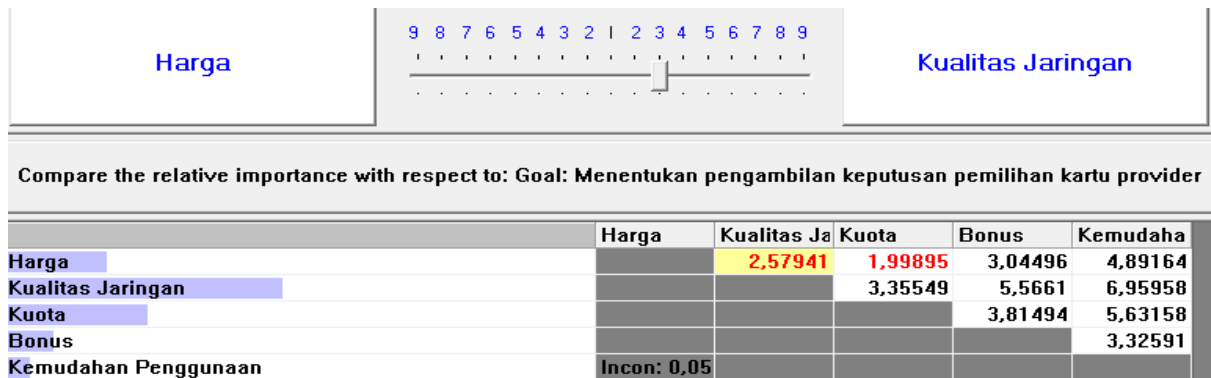 9 8 7 6 5 4 3 2 1 2 3 4 5 6 7 8 9
Harga Kualitas Jaringan
Compare the relative importance with respect to: Goal: Menentukan pengambilan keputusan pemilihan kartu provider
Harga Kualitas Ja Kuota Bonus Kemudaha
Harga 2,57941 1,99895 3,04496 4,89164
Kualitas Jaringan 3,35549 5,5661 6,95958
Kuota 3,81494 5,63158
Bonus 3,32591
Kemudahan Penggunaan Incon: 0,05